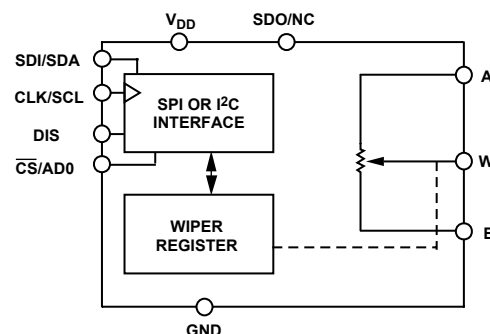 VDD
SDO/NC
SDI/SDA
CLK/SCL
DIS
CS/AD0
SPI OR I2C
INTERFACE
WIPER
REGISTER
A
W
B
GND